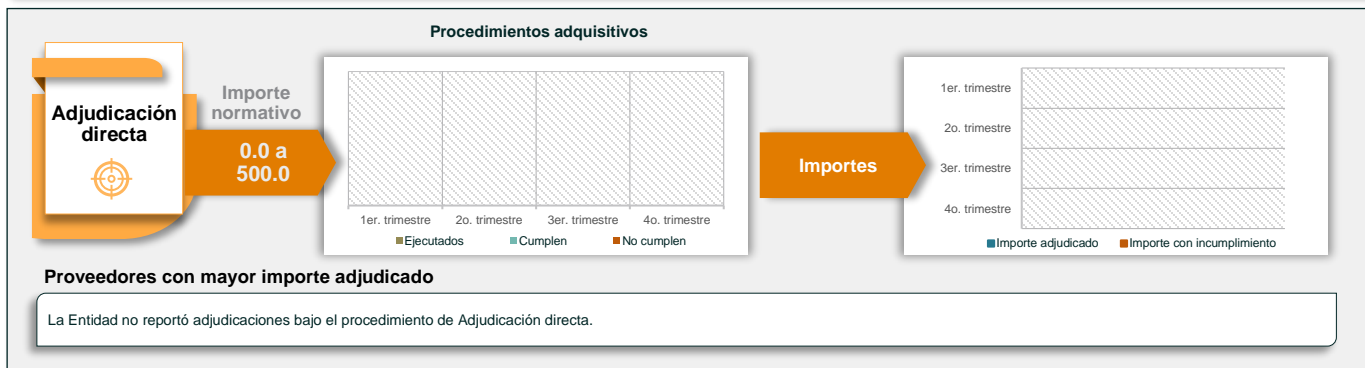 Procedimientos adquisitivos
Adjudicación
directa
Importe
normativo
0.0 a
500.0
1er. trimestre 2o. trimestre 3er. trimestre 4o. trimestre
Ejecutados Cumplen No cumplen
Importes
1er. trimestre
2o. trimestre
3er. trimestre
4o. trimestre
Importe adjudicado Importe con incumplimiento
Proveedores con mayor importe adjudicado
La Entidad no reportó adjudicaciones bajo el procedimiento de Adjudicación directa.